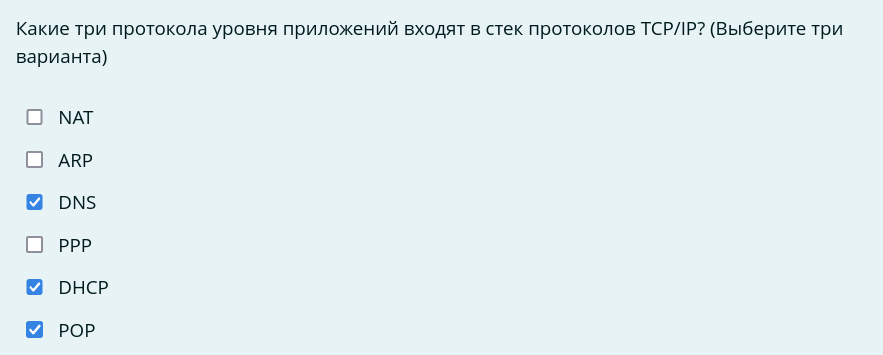 Какие три протокола уровня приложений входят в стек протоколов TCP/IP? (Выберите три
варианта)
NAT
ARP
DNS
PPP
DHCP
POP